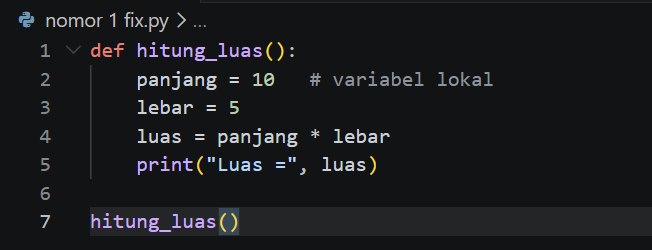 nomor 1 fix.py > ...
1 def hitung_luas():
2     panjang = 10   # variabel lokal
3     lebar = 5
4     luas = panjang * lebar
5     print("Luas =", luas)
6
7 hitung_luas()